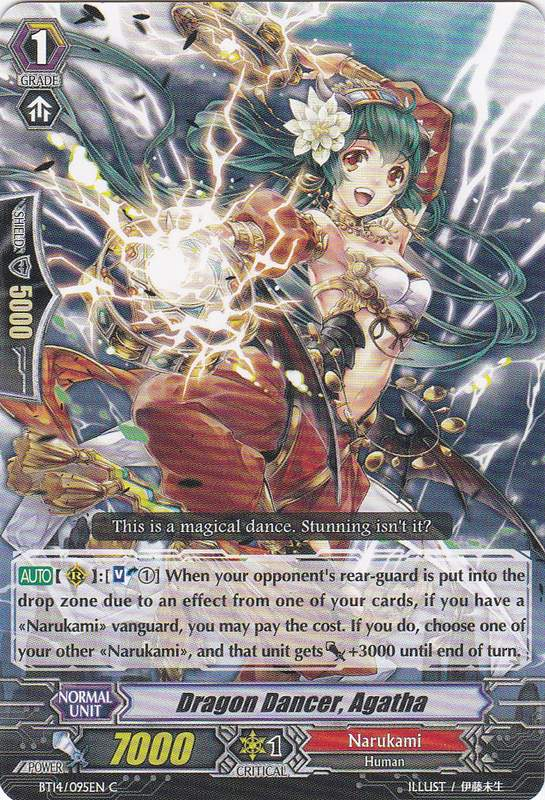 1
GRADE
SHIELD
5000
This is a magical dance. Stunning isn't it?
AUTO [ R ]:[V ①] When your opponent's rear-guard is put into the
drop zone due to an effect from one of your cards, if you have a
«Narukami» vanguard, you may pay the cost. If you do, choose one of
your other «Narukami», and that unit gets +3000 until end of turn.
NORMAL
UNIT
Dragon Dancer, Agatha
POWER
7000
1
CRITICAL
Narukami
Human
BT14/095EN C
ILLUST / 伊藤未生